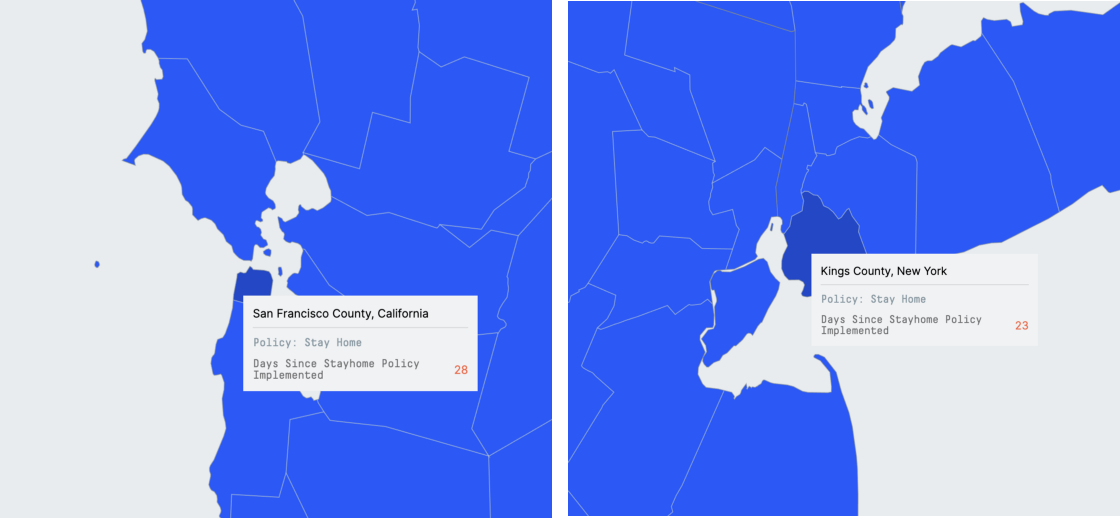 San Francisco County, California
Policy: Stay Home
Days Since Stayhome Policy
Implemented
28
Kings County, New York
Policy: Stay Home
Days Since Stayhome Policy
Implemented
23